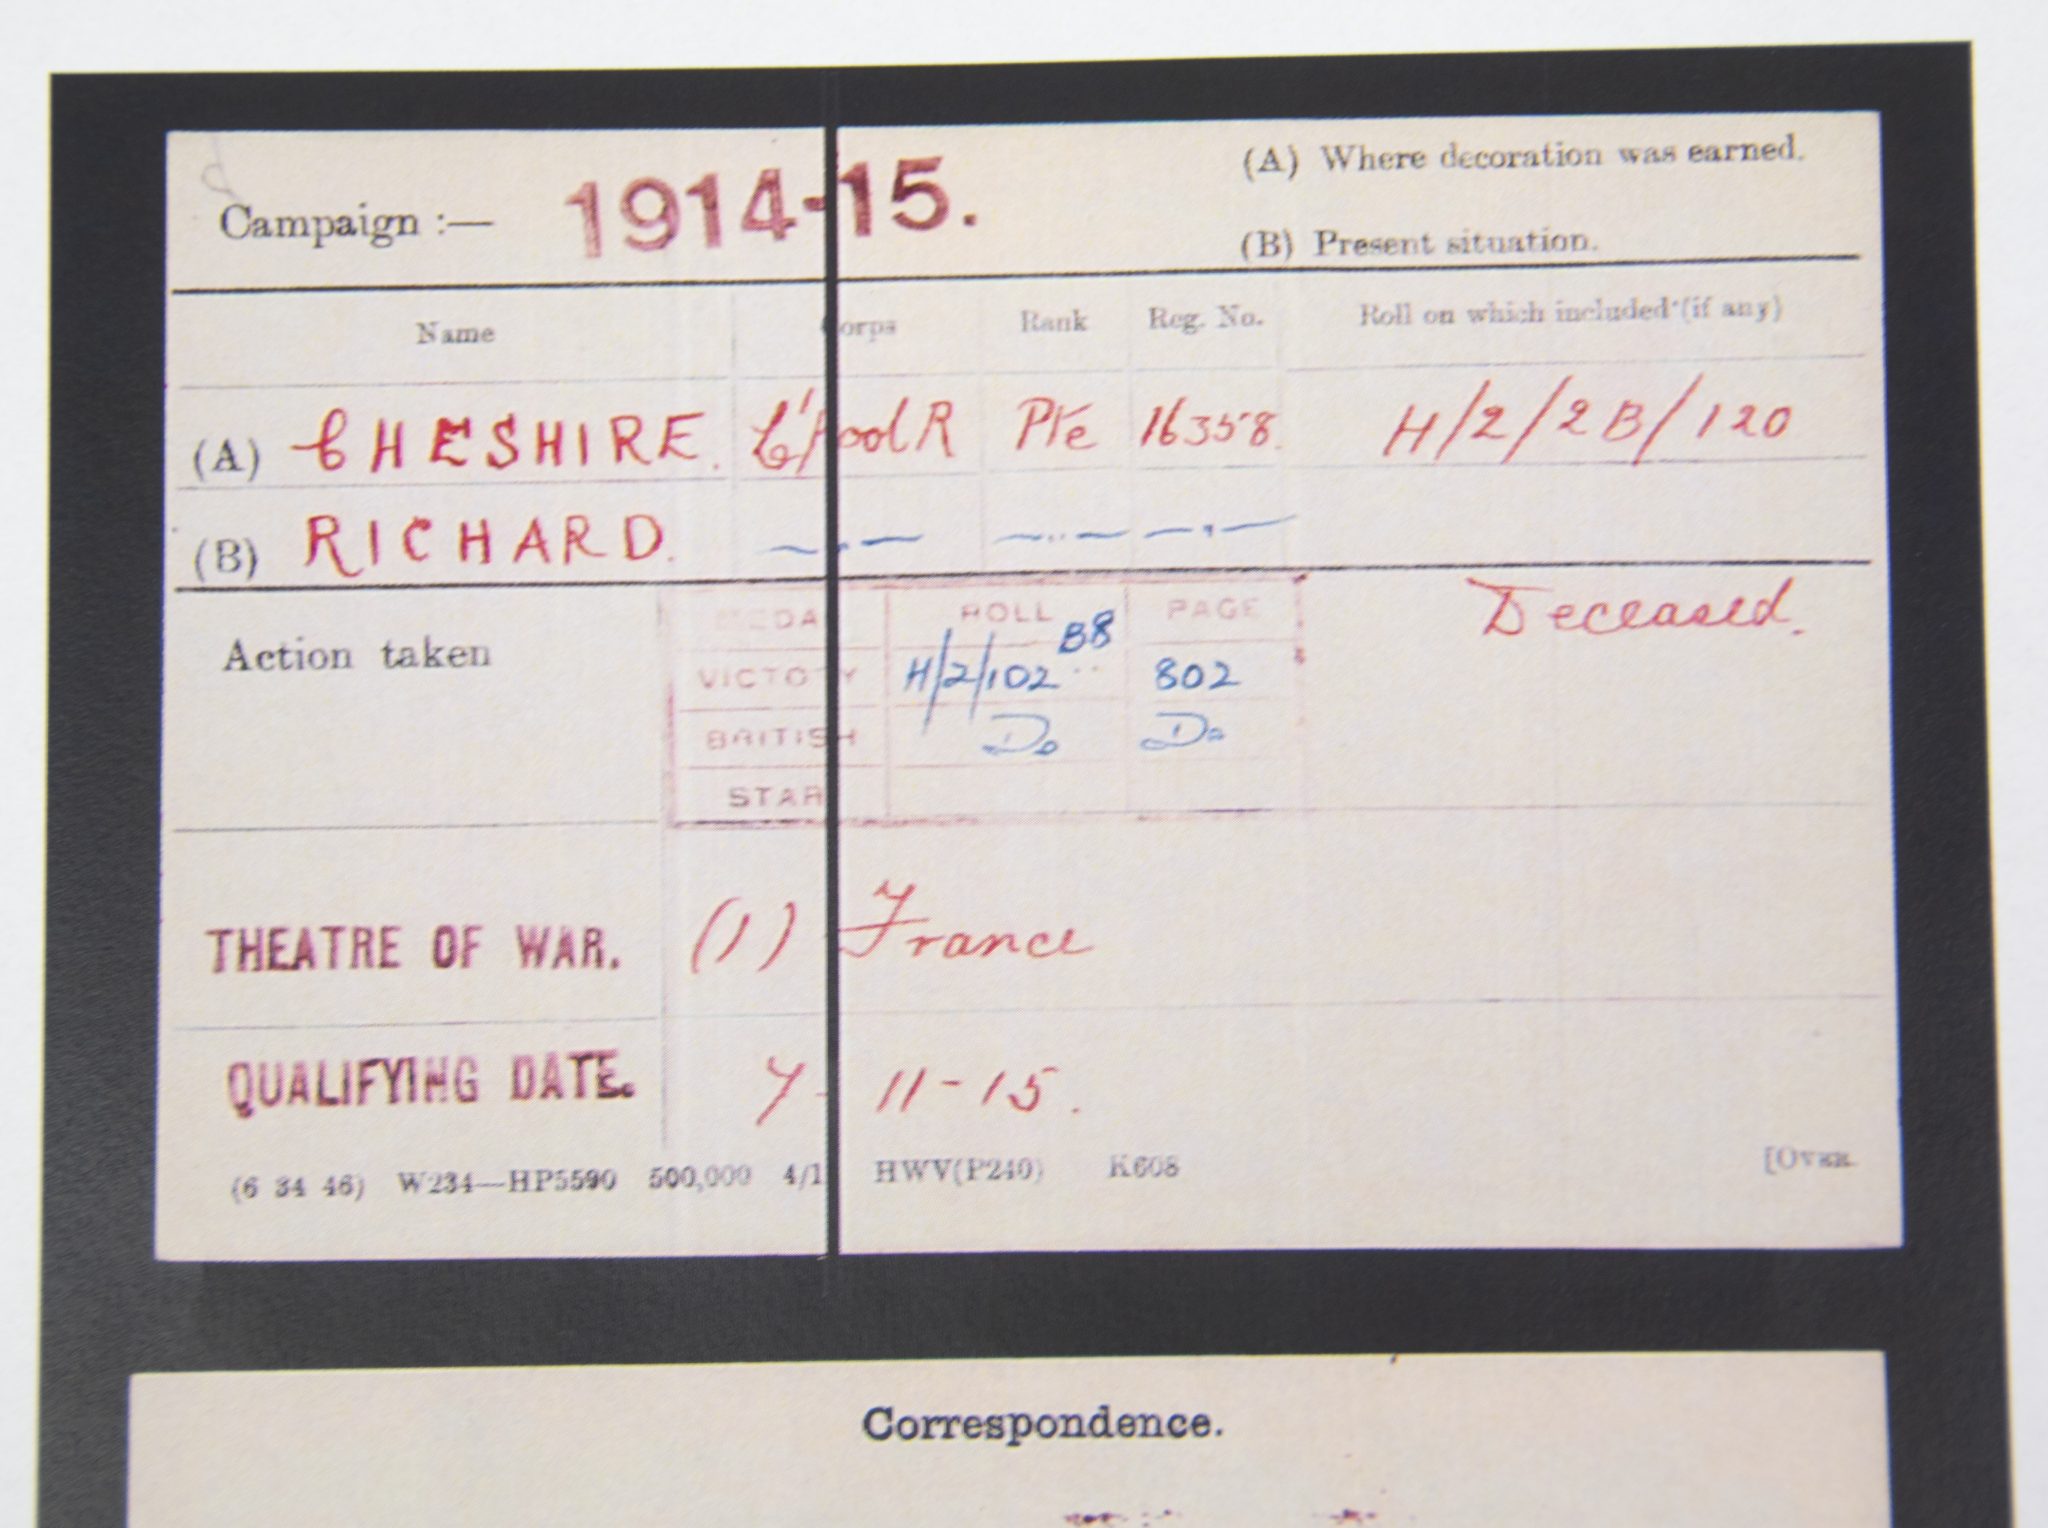 Campaign :— 1914-15.
(A) Where decoration was earned.
(B) Present situation.
Name Corps Rank Reg. No. Roll on which included (if any)
(A) CHESHIRE. L'pool R Pte 16358. H/2/2B/120
(B) RICHARD. —„— —„— —„—
Action taken
MEDA ROLL PAGE
Deceased.
VICTORY H/2/102 B8 802
BRITISH Do Do
STAR
THEATRE OF WAR. (1) France
QUALIFYING DATE. 7-11-15.
(6 34 46) W234—HP5590 500,000 4/1 HWV(P240) K608
[OVER.
Correspondence.